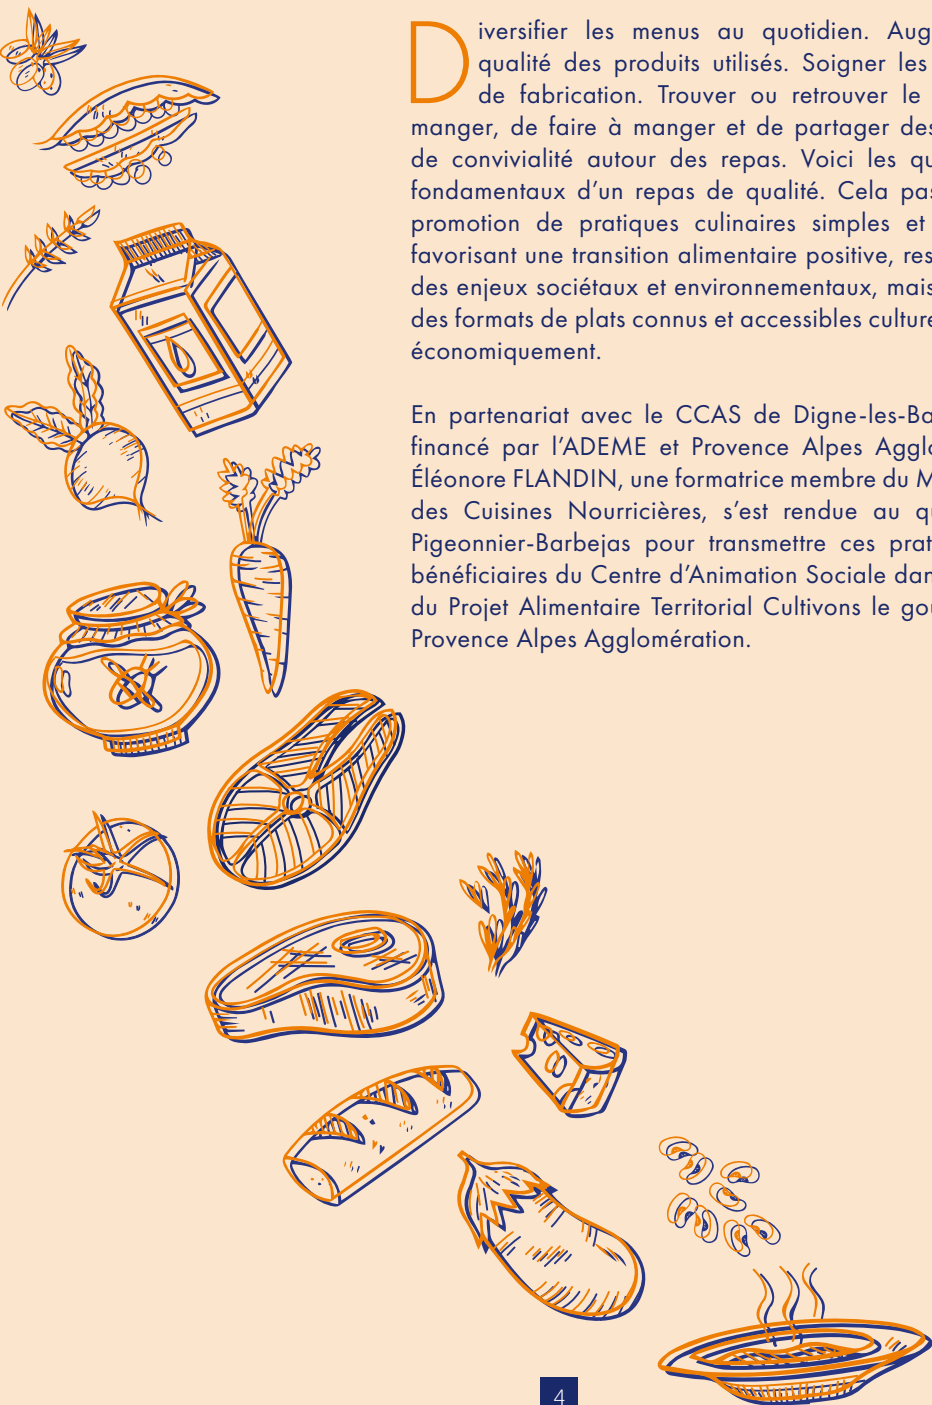 Diversifier les menus au quotidien. Aug
qualité des produits utilisés. Soigner les
de fabrication. Trouver ou retrouver le
manger, de faire à manger et de partager des
de convivialité autour des repas. Voici les qu
fondamentaux d’un repas de qualité. Cela pas
promotion de pratiques culinaires simples et
favorisant une transition alimentaire positive, res
des enjeux sociétaux et environnementaux, mais
des formats de plats connus et accessibles culture
économiquement.
En partenariat avec le CCAS de Digne-les-Ba
financé par l’ADEME et Provence Alpes Agglo
Éléonore FLANDIN, une formatrice membre du M
des Cuisines Nourricières, s’est rendue au qu
Pigeonnier-Barbejas pour transmettre ces prat
bénéficiaires du Centre d’Animation Sociale dan
du Projet Alimentaire Territorial Cultivons le gou
Provence Alpes Agglomération.
4